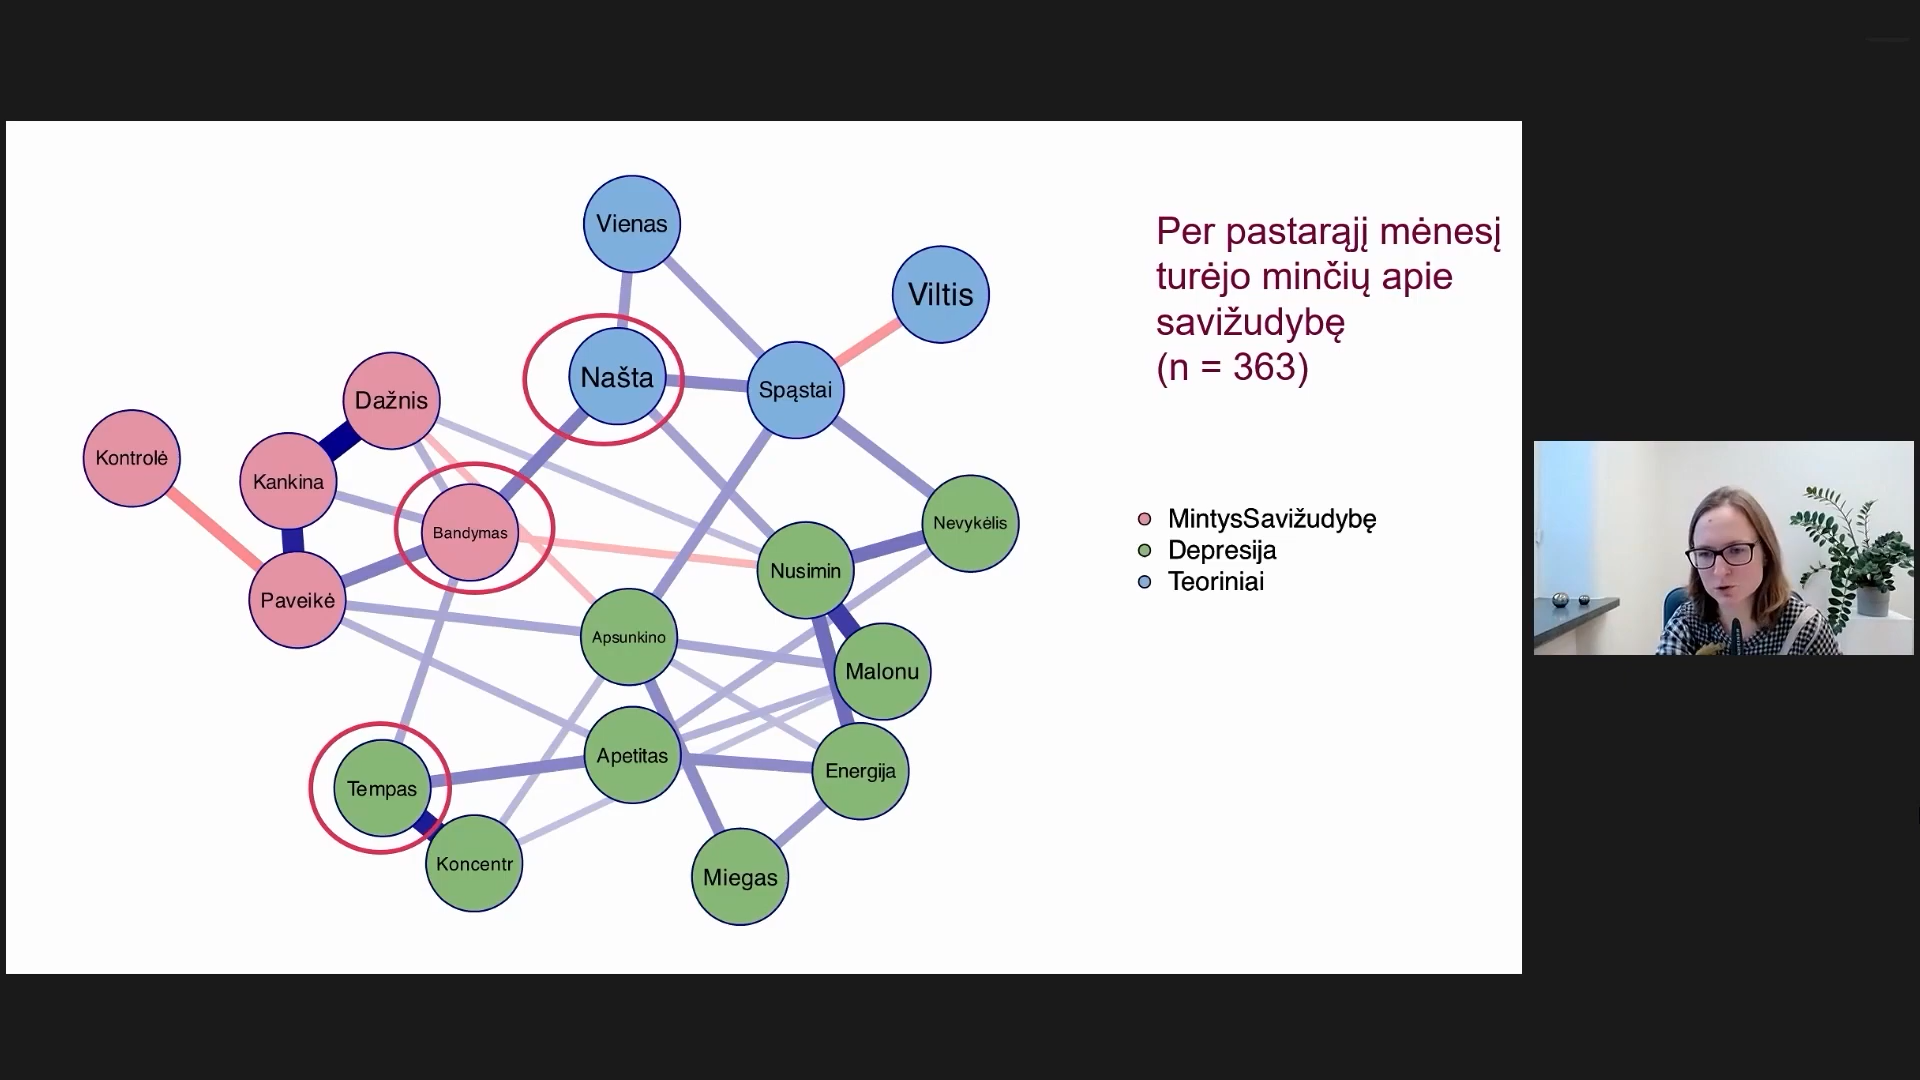 Vienas
Viltis
Našta
Spąstai
Dažnis
Kontrolė
Kankina
Bandymas
Nevykėlis
Nusimin
Paveikė
Apsunkino
Malonu
Apetitas
Energija
Tempas
Koncentr
Miegas
Per pastarąjį mėnesį
turėjo minčių apie
savižudybę
(n = 363)
MintysSavižudybę
Depresija
Teoriniai